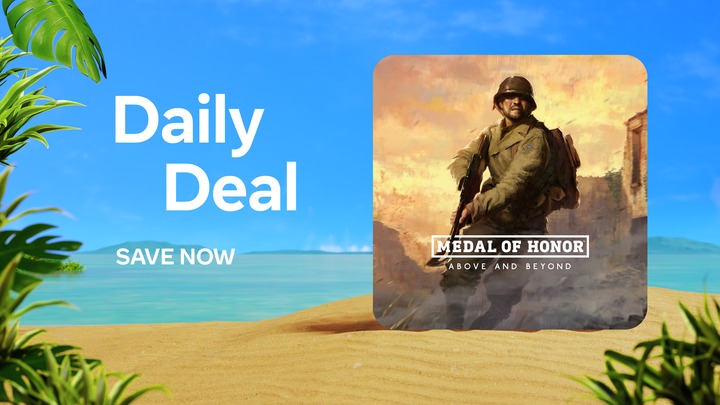 Daily
Deal
SAVE NOW
MEDAL OF HONOR
ABOVE AND BEYOND